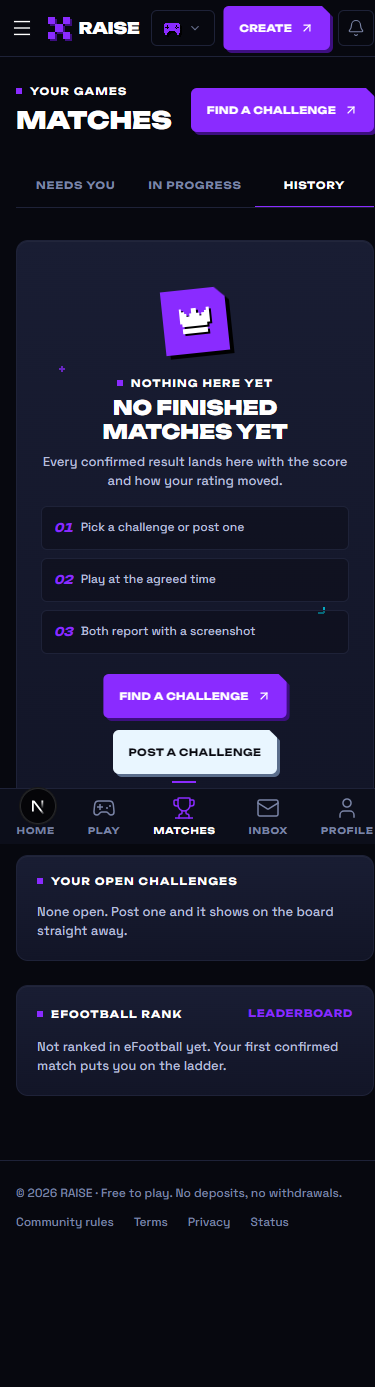 RAISE
CREATE
YOUR GAMES
MATCHES
FIND A CHALLENGE
NEEDS YOU
IN PROGRESS
HISTORY
NOTHING HERE YET
NO FINISHED
MATCHES YET
Every confirmed result lands here with the score
and how your rating moved.
01 Pick a challenge or post one
02 Play at the agreed time
03 Both report with a screenshot
FIND A CHALLENGE
POST A CHALLENGE
N
HOME
PLAY
MATCHES
INBOX
PROFILE
YOUR OPEN CHALLENGES
None open. Post one and it shows on the board
straight away.
EFOOTBALL RANK
LEADERBOARD
Not ranked in eFootball yet. Your first confirmed
match puts you on the ladder.
© 2026 RAISE · Free to play. No deposits, no withdrawals.
Community rules
Terms
Privacy
Status